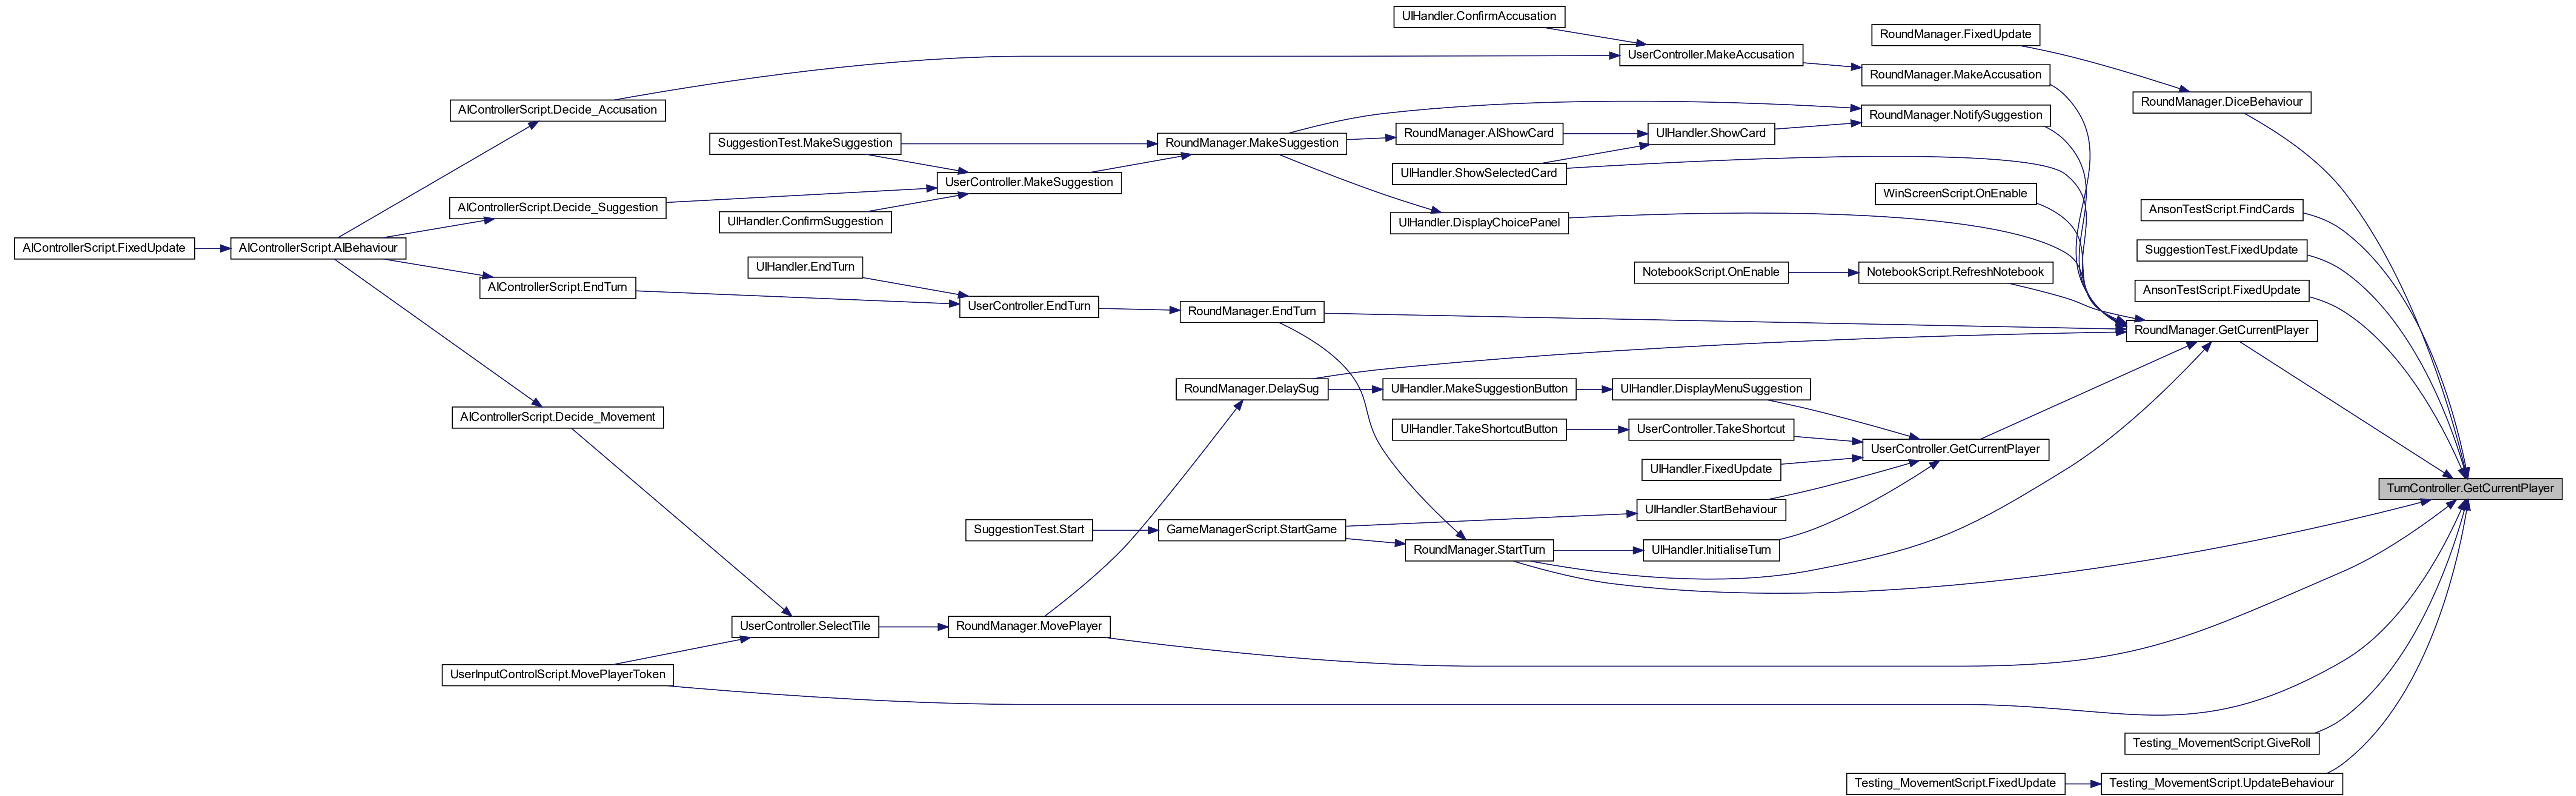 UIHandler.ConfirmAccusation
RoundManager.FixedUpdate
UserController.MakeAccusation
RoundManager.MakeAccusation
RoundManager.DiceBehaviour
AIControllerScript.Decide_Accusation
RoundManager.NotifySuggestion
RoundManager.AIShowCard
UIHandler.ShowCard
SuggestionTest.MakeSuggestion
RoundManager.MakeSuggestion
UIHandler.ShowSelectedCard
UserController.MakeSuggestion
WinScreenScript.OnEnable
AIControllerScript.Decide_Suggestion
AnsonTestScript.FindCards
UIHandler.ConfirmSuggestion
UIHandler.DisplayChoicePanel
AIControllerScript.FixedUpdate
AIControllerScript.AIBehaviour
SuggestionTest.FixedUpdate
UIHandler.EndTurn
NotebookScript.OnEnable
NotebookScript.RefreshNotebook
AIControllerScript.EndTurn
AnsonTestScript.FixedUpdate
UserController.EndTurn
RoundManager.EndTurn
RoundManager.GetCurrentPlayer
RoundManager.DelaySug
UIHandler.MakeSuggestionButton
UIHandler.DisplayMenuSuggestion
AIControllerScript.Decide_Movement
UIHandler.TakeShortcutButton
UserController.TakeShortcut
UserController.GetCurrentPlayer
UIHandler.FixedUpdate
TurnController.GetCurrentPlayer
UIHandler.StartBehaviour
SuggestionTest.Start
GameManagerScript.StartGame
RoundManager.StartTurn
UIHandler.InitialiseTurn
UserController.SelectTile
RoundManager.MovePlayer
UserInputControlScript.MovePlayerToken
Testing_MovementScript.GiveRoll
Testing_MovementScript.FixedUpdate
Testing_MovementScript.UpdateBehaviour